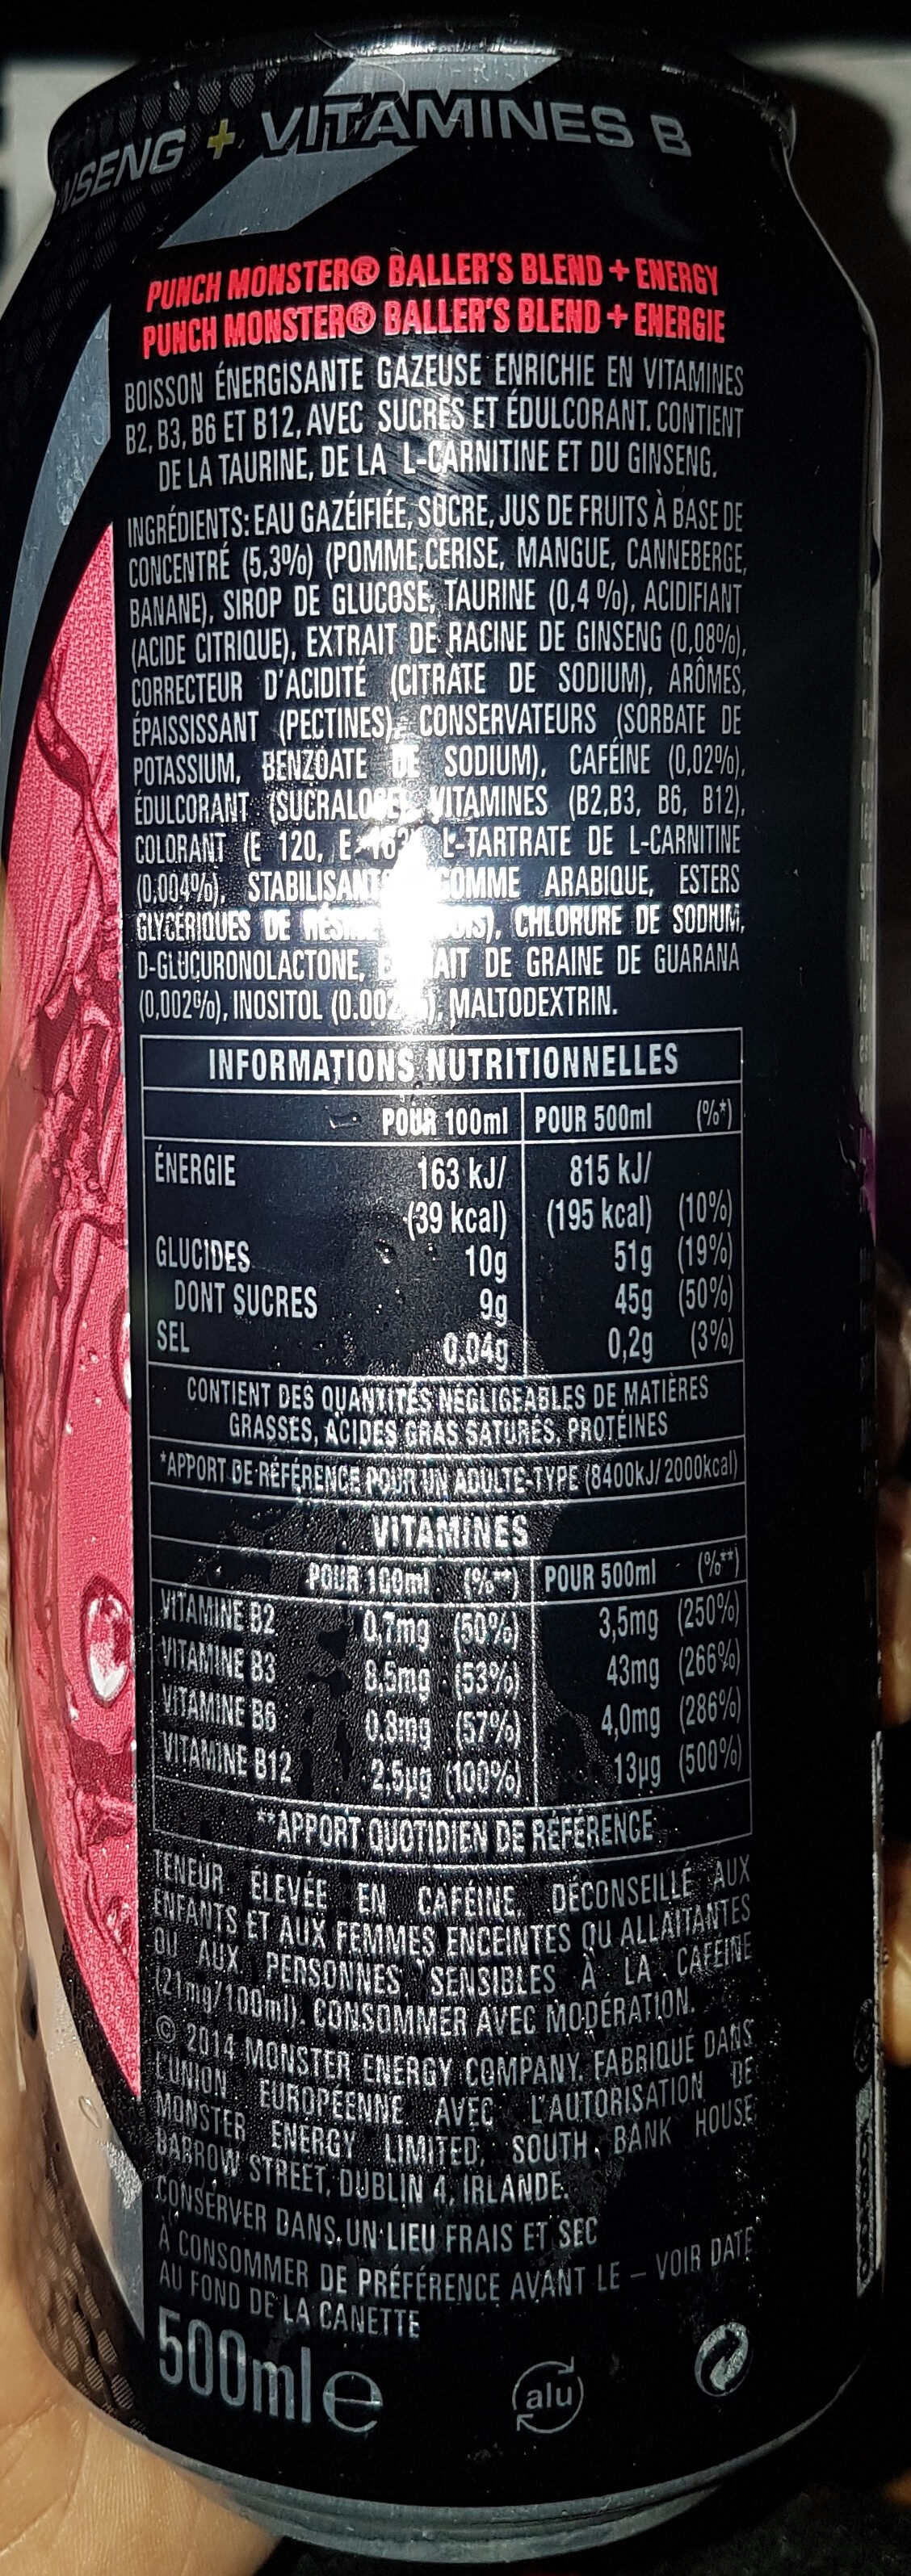 NSENG + VITAMINES B
PUNCH MONSTER® BALLER'S BLEND + ENERGY
PUNCH MONSTER® BALLER'S BLEND + ENERGIE
BOISSON ÉNERGISANTE GAZEUSE ENRICHIE EN VITAMINES
B2, B3, B6 ET B12, AVEC SUCRES ET ÉDULCORANT. CONTIENT
DE LA TAURINE, DE LA L-CARNITINE ET DU GINSENG.
INGRÉDIENTS: EAU GAZÉIFIÉE, SUCRE, JUS DE FRUITS À BASE DE
CONCENTRÉ (5,3%) (POMME,CERISE, MANGUE, CANNEBERGE,
BANANE), SIROP DE GLUCOSE, TAURINE (0,4 %), ACIDIFIANT
(ACIDE CITRIQUE), EXTRAIT DE RACINE DE GINSENG (0,08%),
CORRECTEUR D'ACIDITÉ (CITRATE DE SODIUM), ARÔMES,
ÉPAISSISSANT (PECTINES), CONSERVATEURS (SORBATE DE
POTASSIUM, BENZOATE DE SODIUM), CAFÉINE (0,02%),
ÉDULCORANT (SUCRALOSE), VITAMINES (B2,B3, B6, B12),
COLORANT (E 120, E 163), L-TARTRATE DE L-CARNITINE
(0,004%), STABILISANTS GOMME ARABIQUE, ESTERS
GLYCÉRIQUES DE RÉSINE CHLORURE DE SODIUM,
D-GLUCURONOLACTONE, EXTRAIT DE GRAINE DE GUARANA
(0,002%), INOSITOL MALTODEXTRIN.
INFORMATIONS NUTRITIONNELLES
POUR 100ml POUR 500ml (%*)
ÉNERGIE 163 kJ/ 815 kJ/
(39 kcal) (195 kcal) (10%)
GLUCIDES 10g 51g (19%)
DONT SUCRES 9g 45g (50%)
SEL 0,04g 0,2g (3%)
CONTIENT DES QUANTITÉS NÉGLIGEABLES DE MATIÈRES
GRASSES, ACIDES GRAS SATURÉS, PROTÉINES
*APPORT DE RÉFÉRENCE POUR UN ADULTE-TYPE (8400kJ/2000kcal)
VITAMINES
POUR 100ml (%**) POUR 500ml (%**)
VITAMINE B2 0.7mg (50%) 3,5mg (250%)
VITAMINE B3 8.5mg (53%) 43mg (266%)
VITAMINE B6 0.8mg (57%) 4,0mg (286%)
VITAMINE B12 2.5µg (100%) 13µg (500%)
**APPORT QUOTIDIEN DE RÉFÉRENCE
TENEUR ÉLEVÉE EN CAFÉINE, DÉCONSEILLÉ AUX
ENFANTS ET AUX FEMMES ENCEINTES OU ALLAITANTES
OU AUX PERSONNES SENSIBLES À LA CAFÉINE
(21mg/100ml). CONSOMMER AVEC MODERATION.
© 2014 MONSTER ENERGY COMPANY. FABRIQUÉ DANS
L'UNION EUROPÉENNE AVEC L'AUTORISATION DE
MONSTER ENERGY LIMITED, SOUTH BANK HOUSE,
BARROW STREET, DUBLIN 4, IRLANDE.
CONSERVER DANS UN LIEU FRAIS ET SEC
À CONSOMMER DE PRÉFÉRENCE AVANT LE – VOIR DATE
AU FOND DE LA CANETTE
500ml e
alu